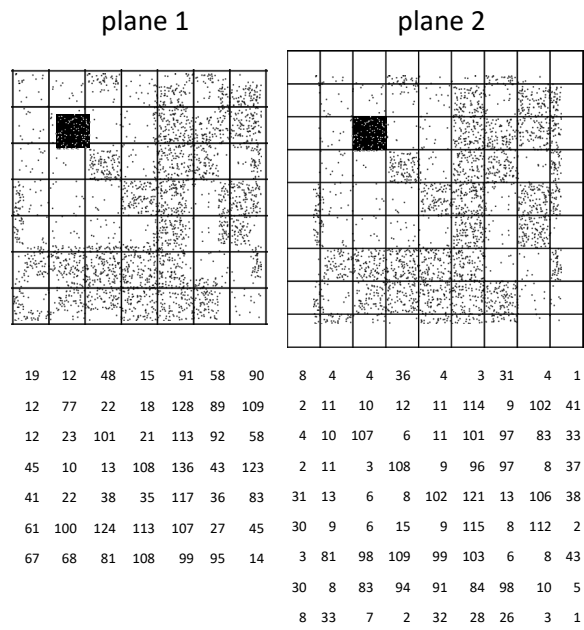 plane 1
plane 2
19 12 48 15 91 58 90
12 77 22 18 128 89 109
12 23 101 21 113 92 58
45 10 13 108 136 43 123
41 22 38 35 117 36 83
61 100 124 113 107 27 45
67 68 81 108 99 95 14
8 4 4 36 4 3 31 4 1
2 11 10 12 11 114 9 102 41
4 10 107 6 11 101 97 83 33
2 11 3 108 9 96 97 8 37
31 13 6 8 102 121 13 106 38
30 9 6 15 9 115 8 112 2
3 81 98 109 99 103 6 8 43
30 8 83 94 91 84 98 10 5
8 33 7 2 32 28 26 3 1